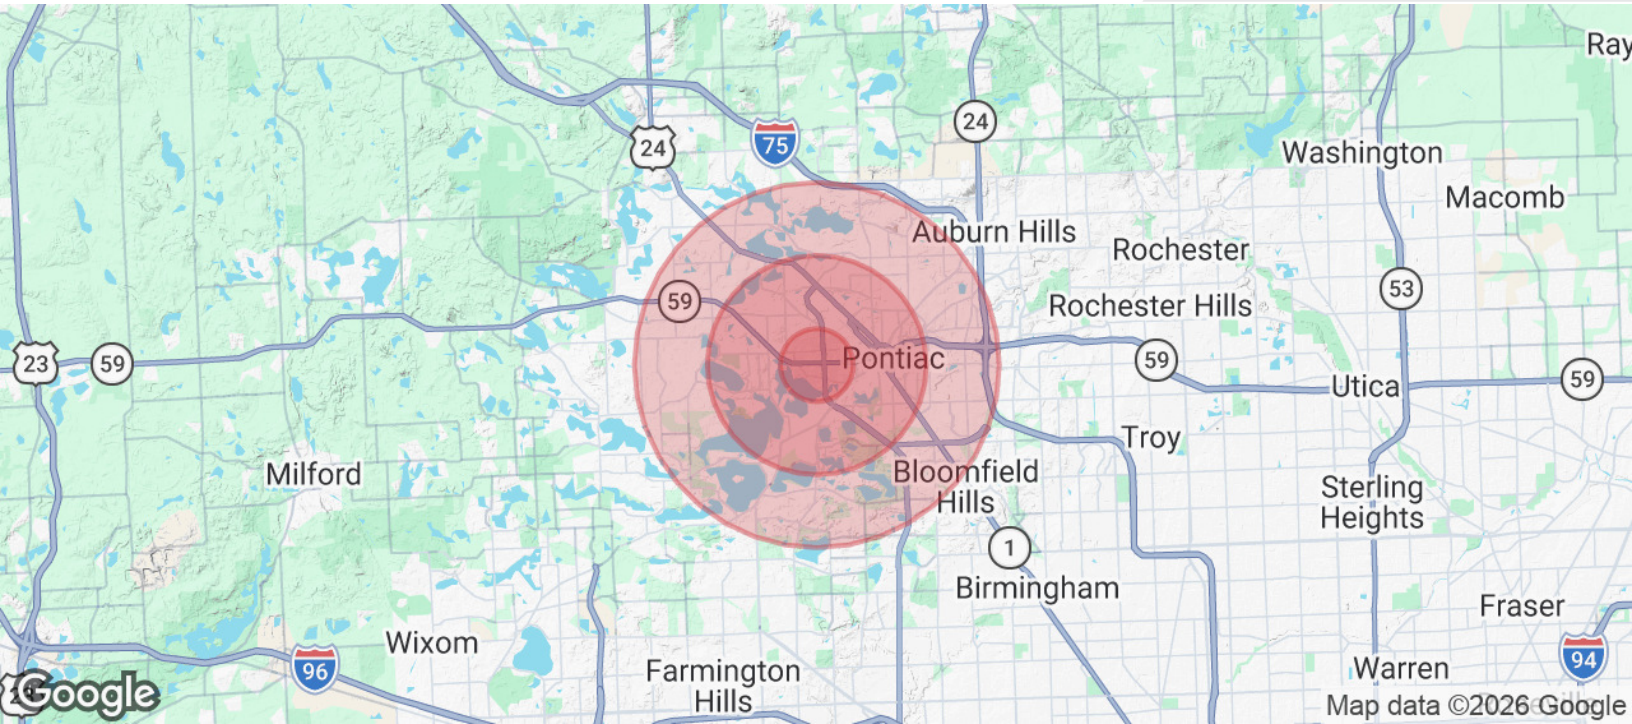 Ray
24
24
75
Washington
Macomb
Auburn Hills
Rochester
53
59
Rochester Hills
23
59
Pontiac
59
Utica
59
Troy
Milford
Bloomfield
Hills
Sterling
Heights
1
Birmingham
Fraser
Wixom
96
Farmington
Hills
Warren
94
Google
Map data ©2026 Google